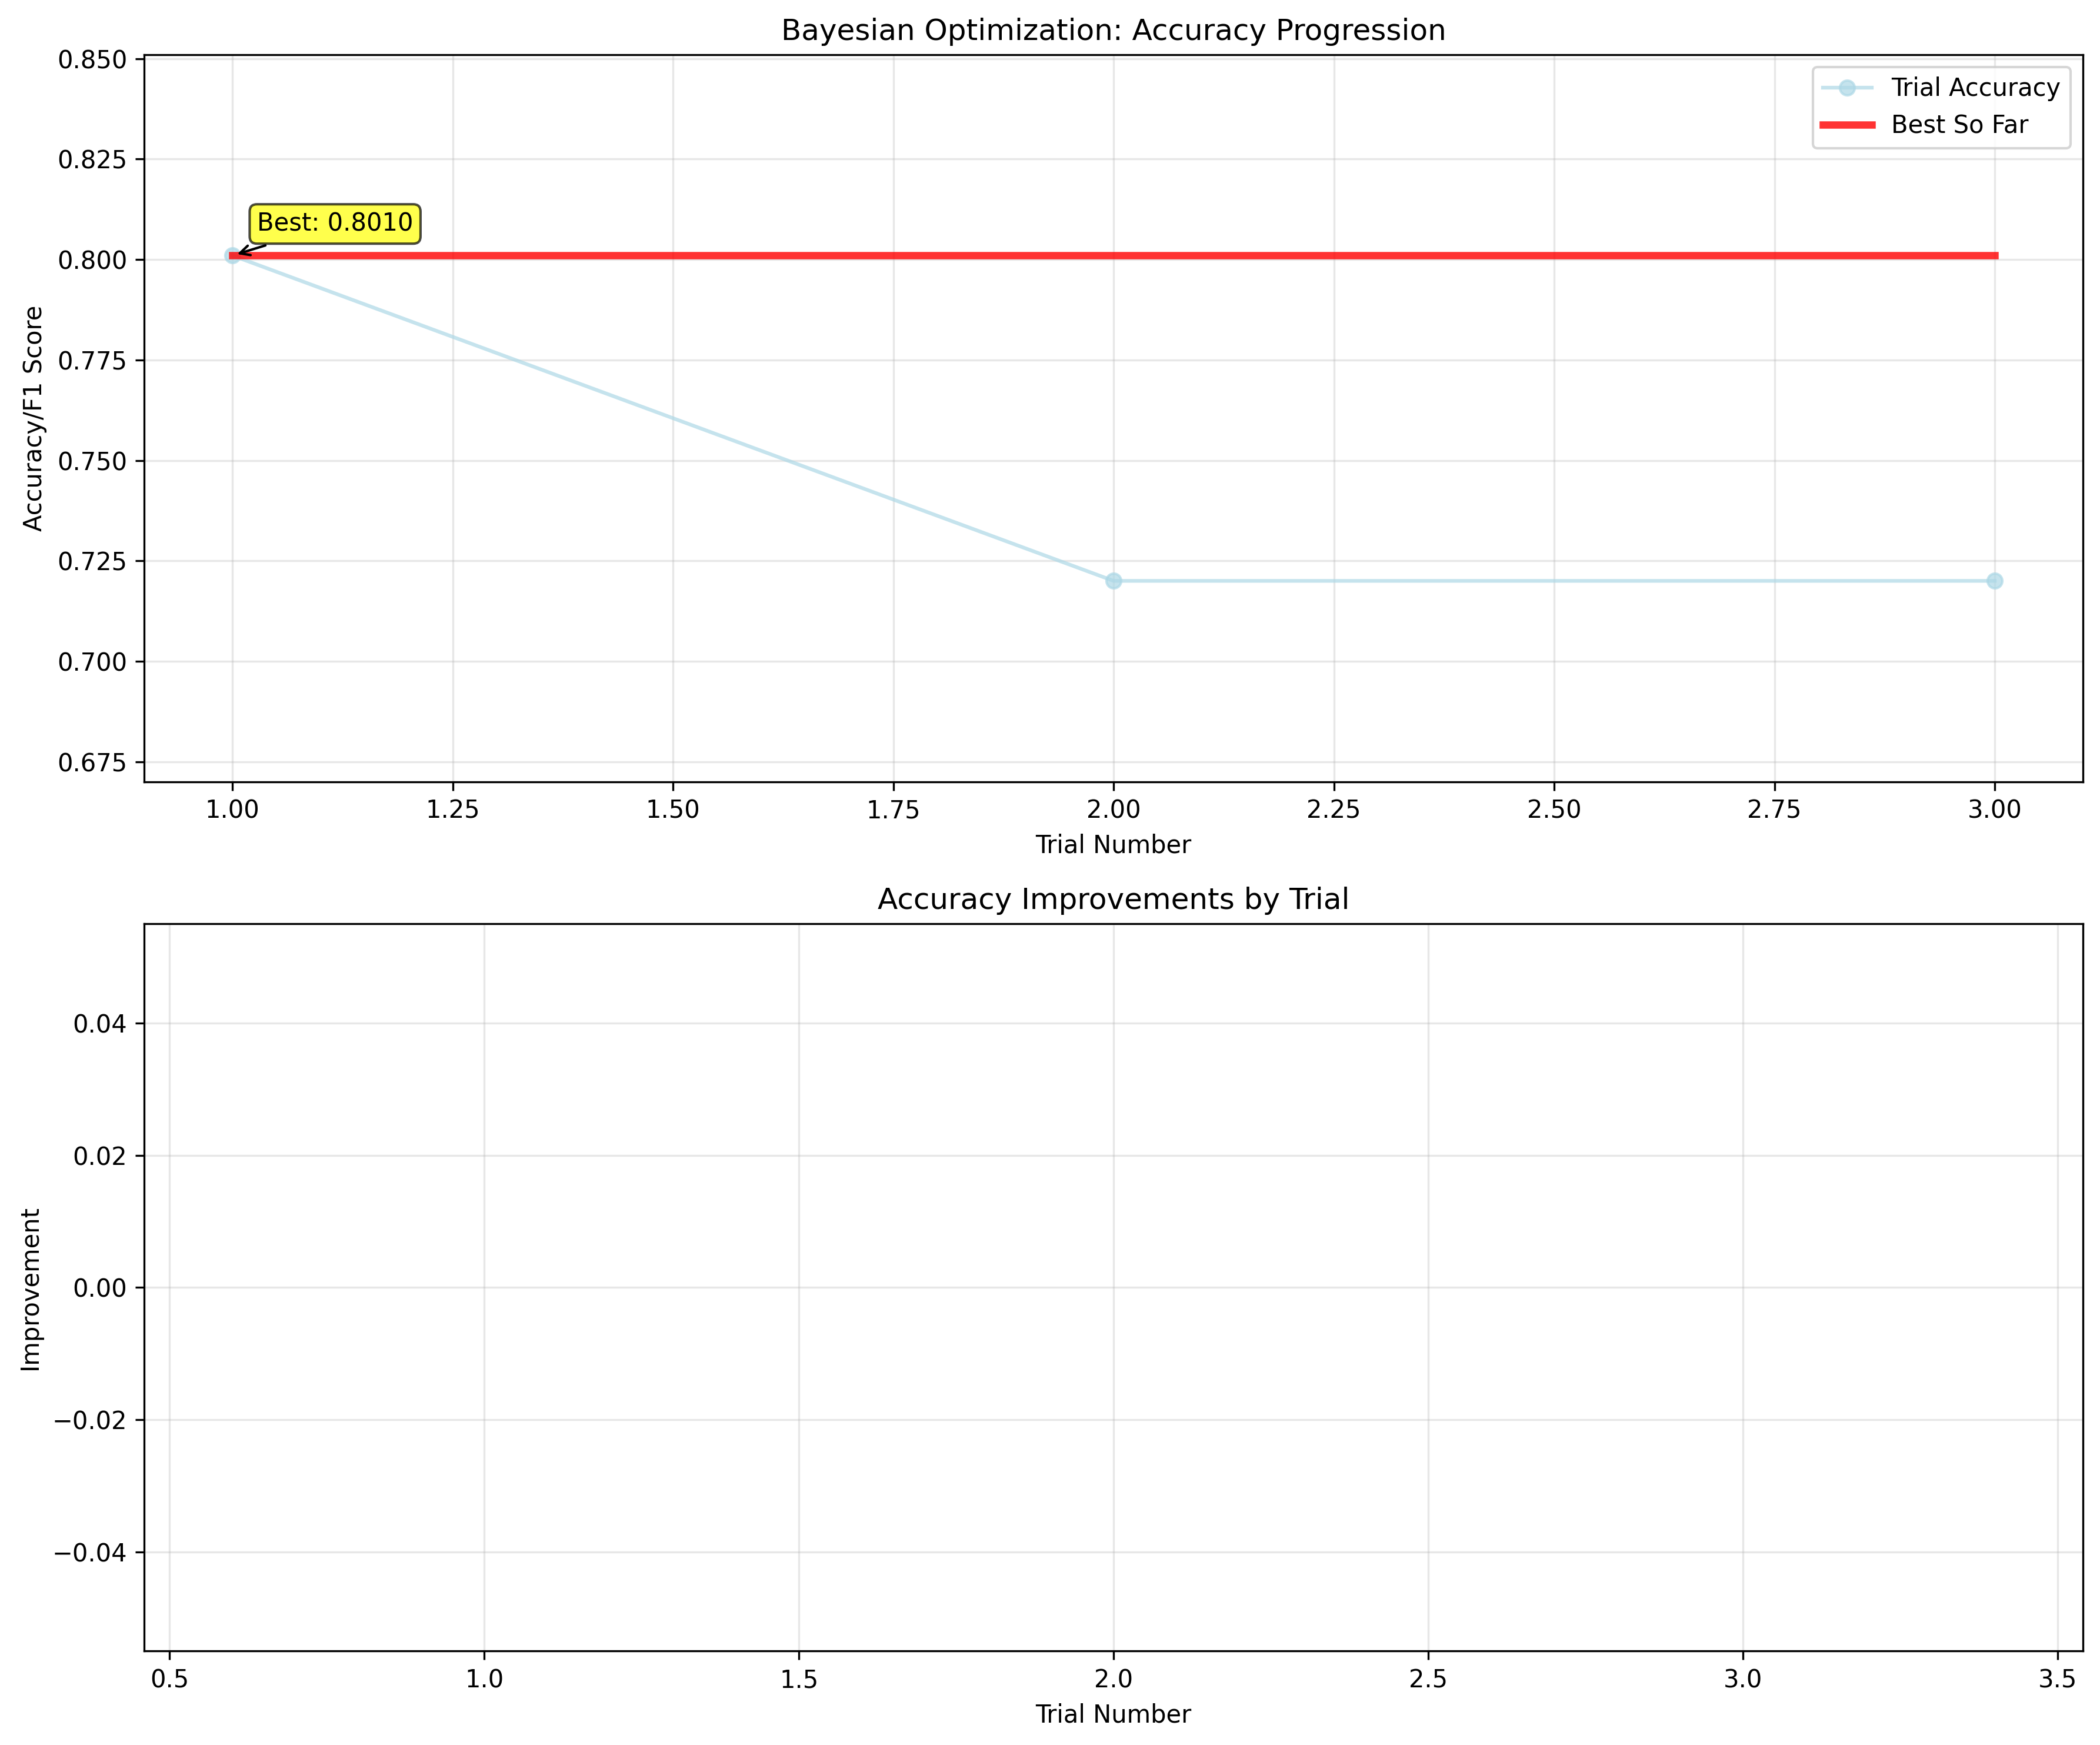 Bayesian Optimization: Accuracy Progression
Accuracy/F1 Score
0.850
0.825
0.800
0.775
0.750
0.725
0.700
0.675
Trial Accuracy
Best So Far
Best: 0.8010
1.00 1.25 1.50 1.75 2.00 2.25 2.50 2.75 3.00
Trial Number
Accuracy Improvements by Trial
Improvement
0.04
0.02
0.00
−0.02
−0.04
0.5 1.0 1.5 2.0 2.5 3.0 3.5
Trial Number